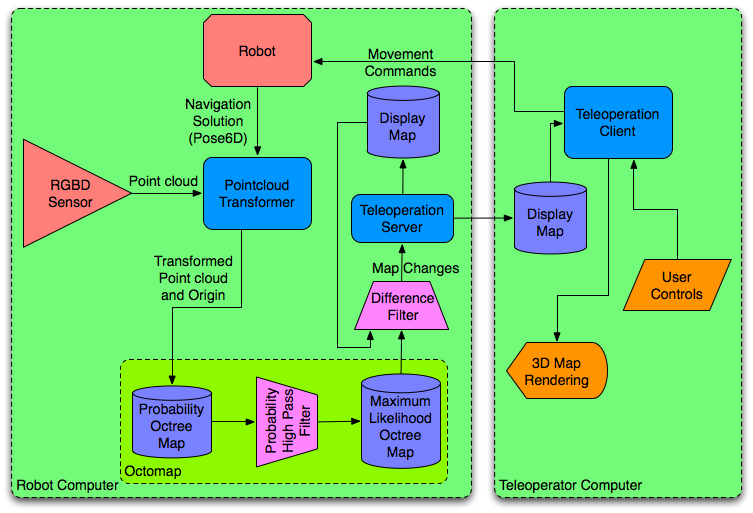 Robot
Movement
Commands
Navigation
Solution
(Pose6D)
Display
Map
Teleoperation
Client
RGBD
Sensor
Point cloud
Pointcloud
Transformer
Teleoperation
Server
Display
Map
Transformed
Point cloud
and Origin
Map Changes
User
Controls
Difference
Filter
3D Map
Rendering
Probability
Octree
Map
Probability
High Pass
Filter
Maximum
Likelihood
Octree
Map
Octomap
Robot Computer
Teleoperator Computer